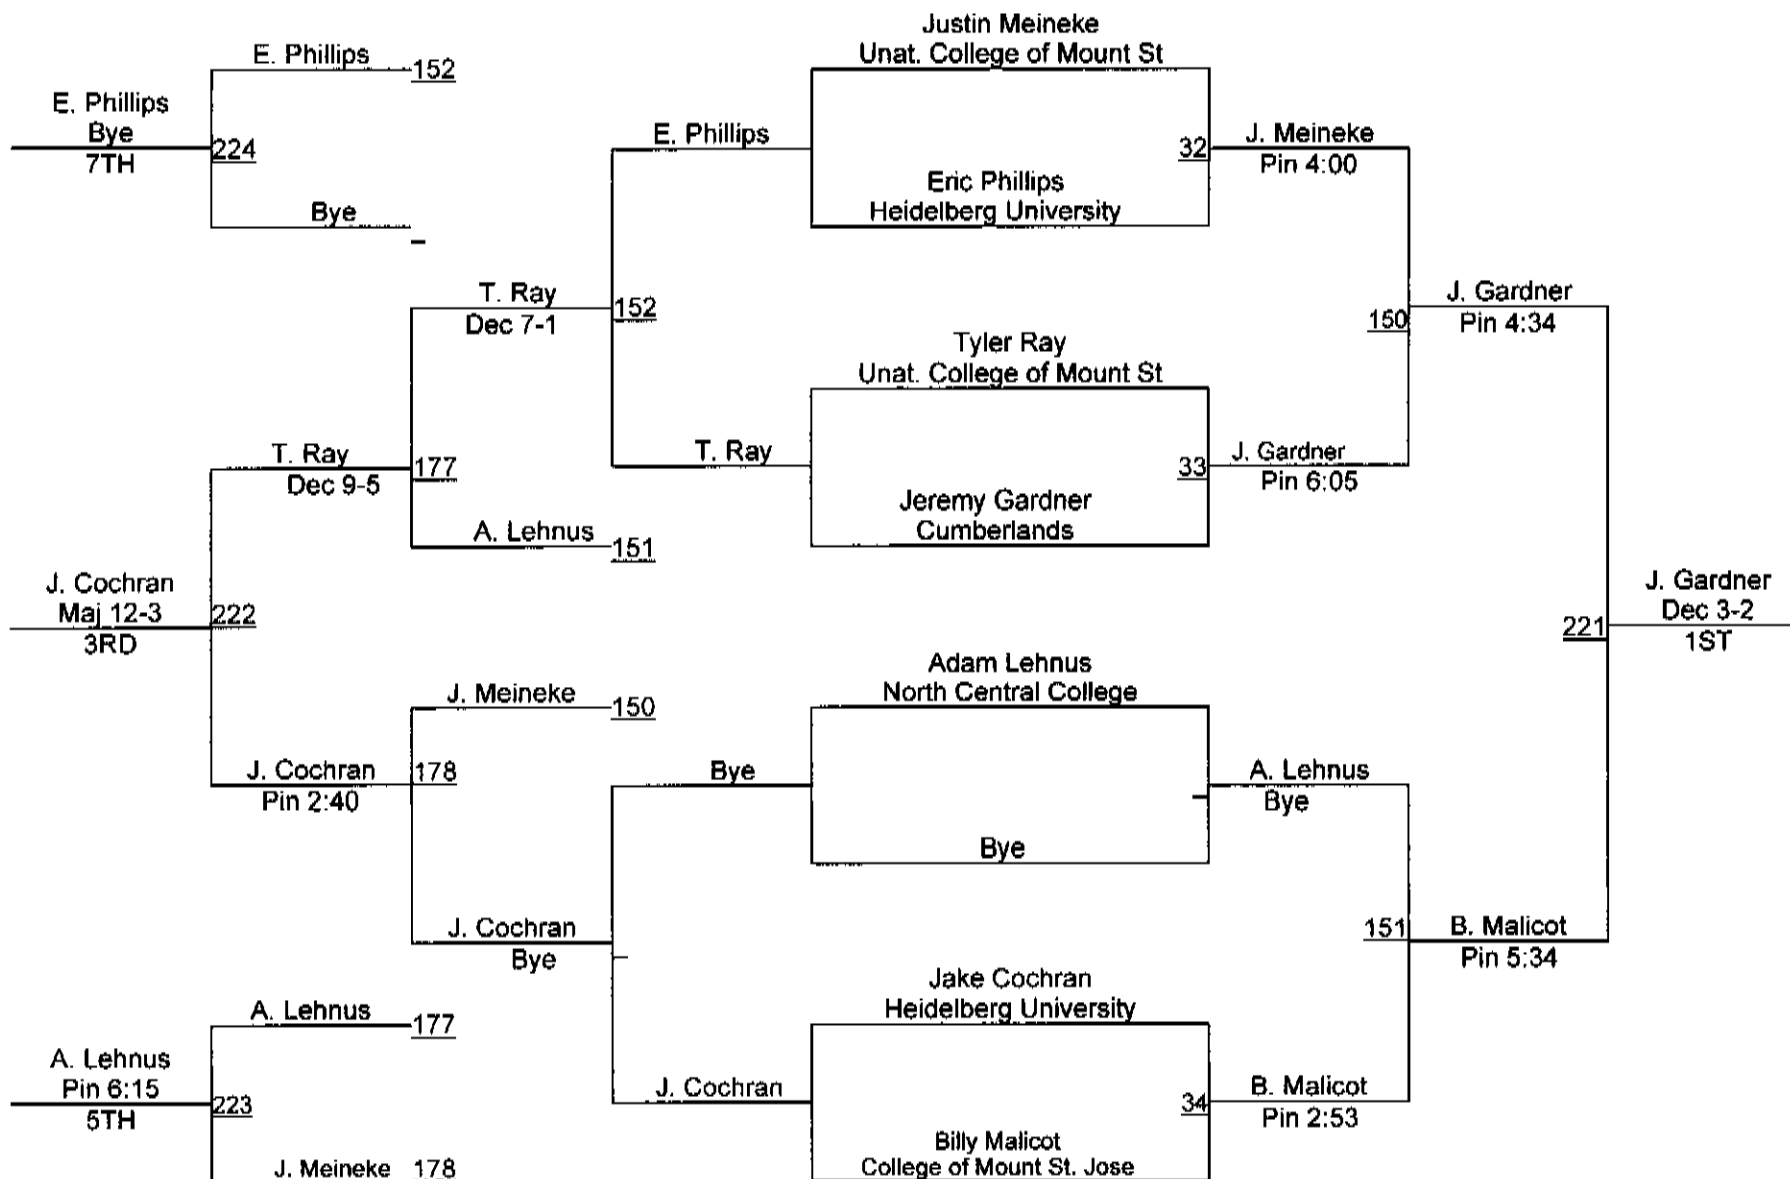 Justin Meineke
Unat. College of Mount St
E. Phillips
152
E. Phillips
Bye
7TH
224
E. Phillips
32
J. Meineke
Pin 4:00
Eric Phillips
Heidelberg University
Bye
T. Ray
Dec 7-1
152
J. Gardner
Pin 4:34
150
Tyler Ray
Unat. College of Mount St
T. Ray
Dec 9-5
177
T. Ray
33
J. Gardner
Pin 6:05
Jeremy Gardner
Cumberlands
A. Lehnus
151
J. Cochran
Maj 12-3
3RD
222
J. Gardner
Dec 3-2
1ST
221
Adam Lehnus
North Central College
J. Meineke
150
J. Cochran
Pin 2:40
178
Bye
A. Lehnus
Bye
Bye
J. Cochran
Bye
151
B. Malicot
Pin 5:34
Jake Cochran
Heidelberg University
A. Lehnus
177
A. Lehnus
Pin 6:15
5TH
223
J. Cochran
34
B. Malicot
Pin 2:53
Billy Malicot
College of Mount St. Jose
J. Meineke
178